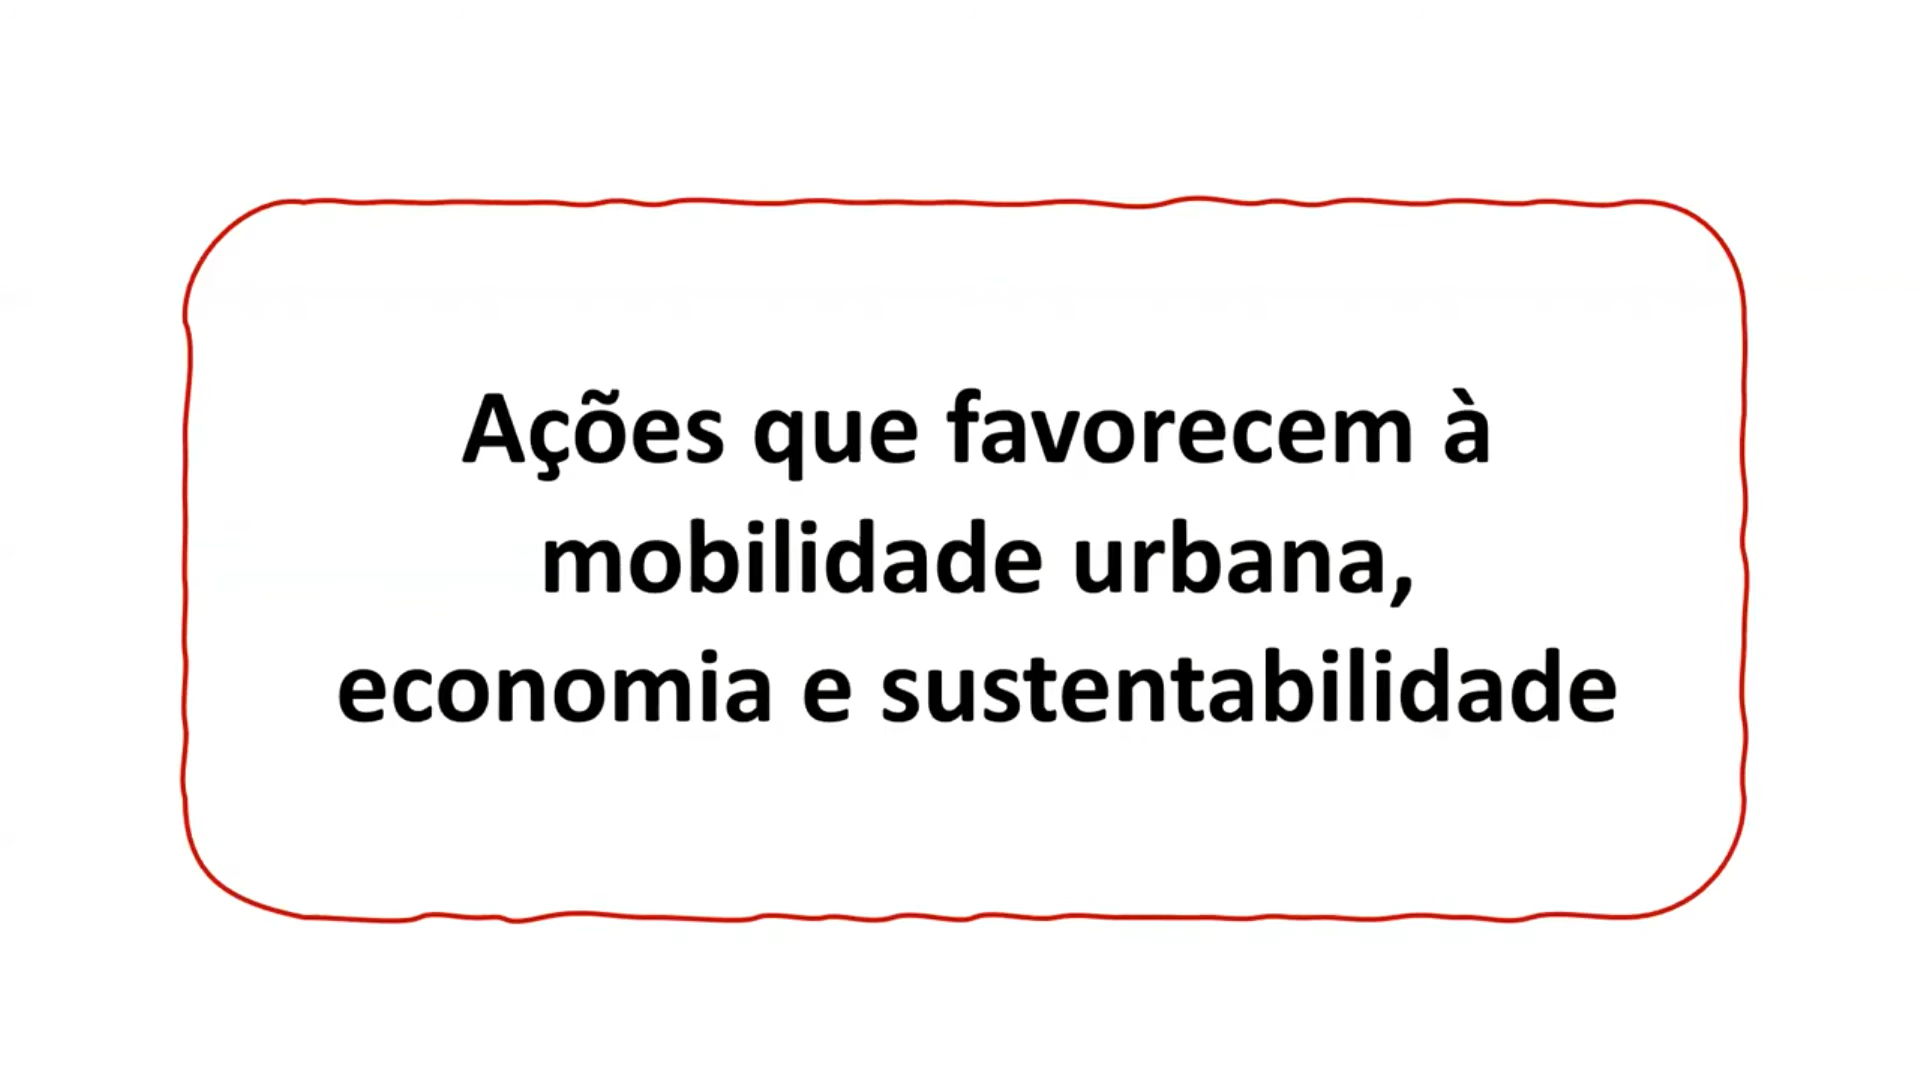 Ações que favorecem à
mobilidade urbana,
economia e sustentabilidade